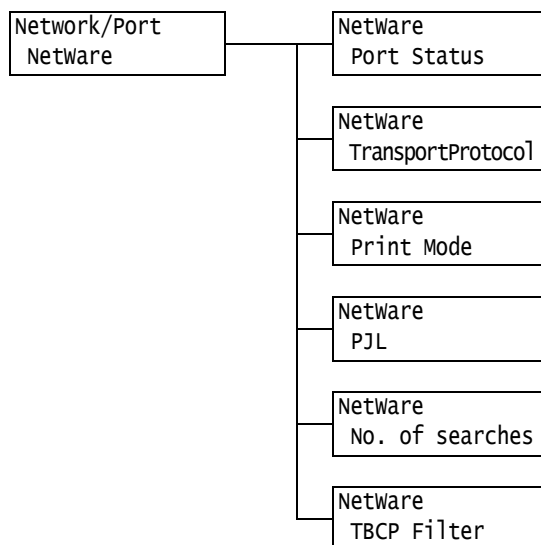 Network/Port
NetWare
NetWare
Port Status
NetWare
TransportProtocol
NetWare
Print Mode
NetWare
PJL
NetWare
No. of searches
NetWare
TBCP Filter